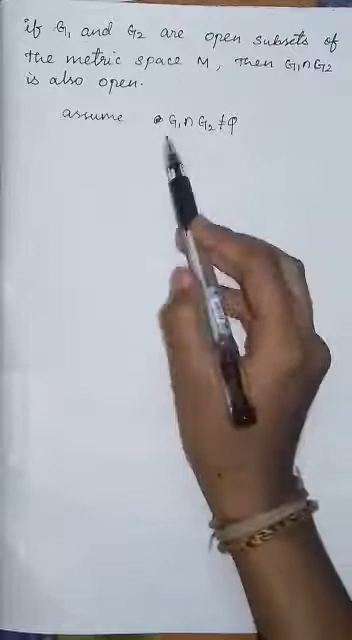 if G₁ and G₂ are open subsets of
the metric space M, then G₁∩G₂
is also open.
assume G₁∩G₂≠φ